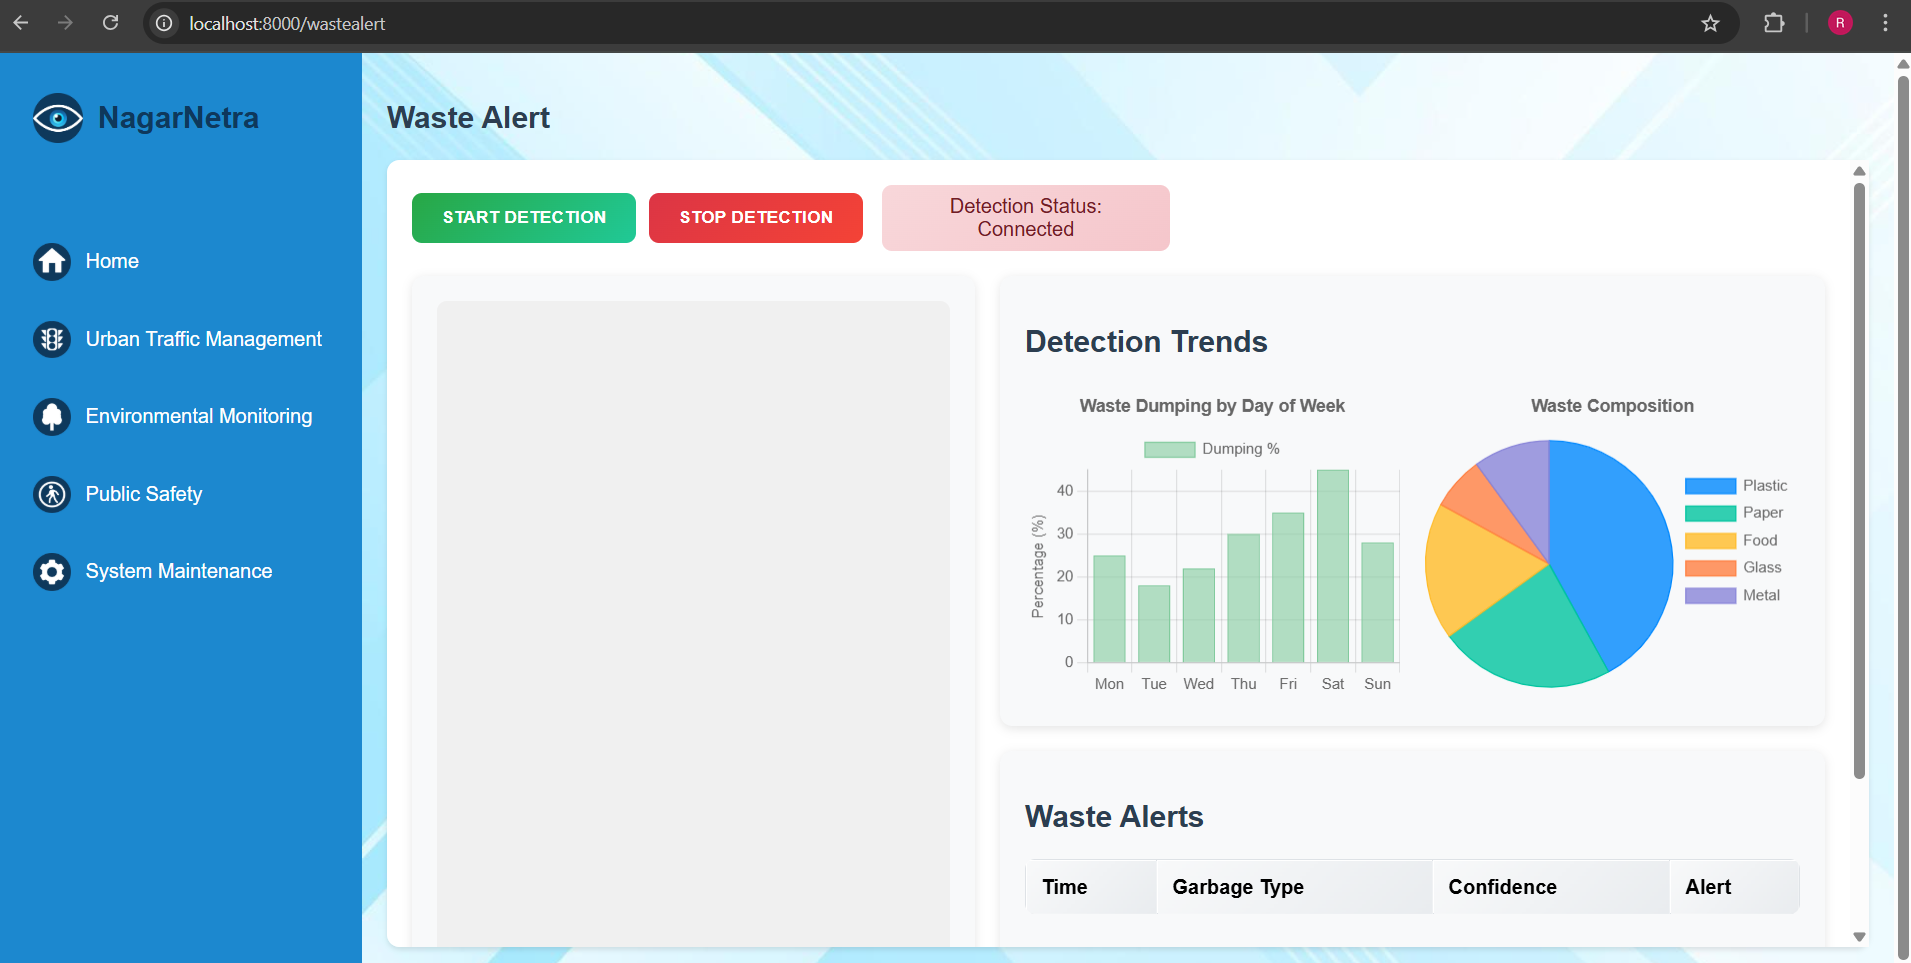 localhost:8000/wastealert
R
NagarNetra
Home
Urban Traffic Management
Environmental Monitoring
Public Safety
System Maintenance
Waste Alert
START DETECTION
STOP DETECTION
Detection Status:
Connected
Detection Trends
Waste Dumping by Day of Week
Dumping %
Percentage (%)
40
30
20
10
0
Mon Tue Wed Thu Fri Sat Sun
Waste Composition
Plastic
Paper
Food
Glass
Metal
Waste Alerts
Time Garbage Type Confidence Alert